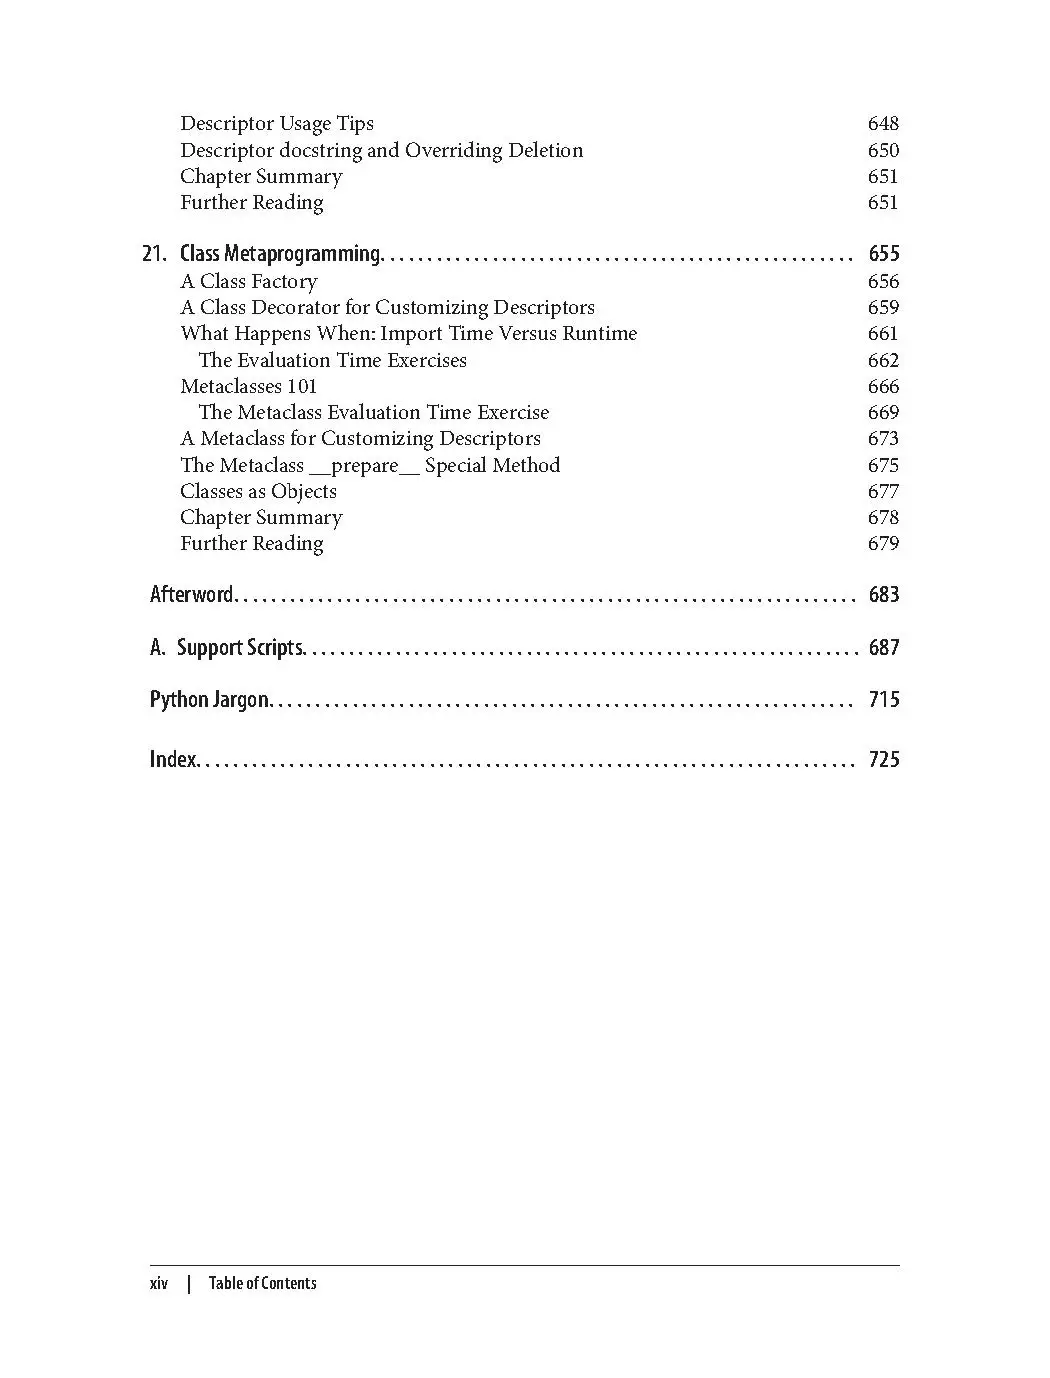 Descriptor Usage Tips 648
Descriptor docstring and Overriding Deletion 650
Chapter Summary 651
Further Reading 651
21. Class Metaprogramming. . . . . . . . . . . . . . . . . . . . . . . . . . . . . . . . . . . . . . . . . . . . . . . . . . . 655
A Class Factory 656
A Class Decorator for Customizing Descriptors 659
What Happens When: Import Time Versus Runtime 661
The Evaluation Time Exercises 662
Metaclasses 101 666
The Metaclass Evaluation Time Exercise 669
A Metaclass for Customizing Descriptors 673
The Metaclass __prepare__ Special Method 675
Classes as Objects 677
Chapter Summary 678
Further Reading 679
Afterword. . . . . . . . . . . . . . . . . . . . . . . . . . . . . . . . . . . . . . . . . . . . . . . . . . . . . . . . . . . . . . . . . . . 683
A. Support Scripts. . . . . . . . . . . . . . . . . . . . . . . . . . . . . . . . . . . . . . . . . . . . . . . . . . . . . . . . . . . . 687
Python Jargon. . . . . . . . . . . . . . . . . . . . . . . . . . . . . . . . . . . . . . . . . . . . . . . . . . . . . . . . . . . . . . . 715
Index. . . . . . . . . . . . . . . . . . . . . . . . . . . . . . . . . . . . . . . . . . . . . . . . . . . . . . . . . . . . . . . . . . . . . . . 725
xiv | Table of Contents